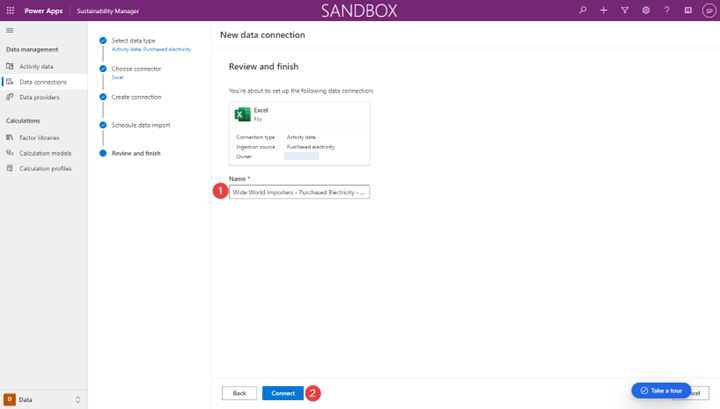 Power Apps
Sustainability Manager
SANDBOX
SP
Data management
Activity data
Data connections
Data providers
Calculations
Factor libraries
Calculation models
Calculation profiles
D Data
Select data type
Activity data: Purchased electricity
Choose connector
Excel
Create connection
Schedule data import
Review and finish
New data connection
Review and finish
You're about to set up the following data connection:
Excel
File
Connection type Activity data
Ingestion source Purchased electricity
Owner
Name *
1 Wide World Importers - Purchased Electricity - ...
Back
Connect
2
Take a tour